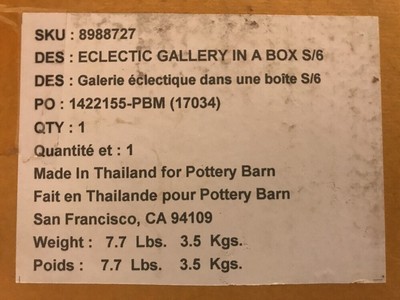 SKU : 8988727
DES : ECLECTIC GALLERY IN A BOX S/6
DES : Galerie éclectique dans une boîte S/6
PO : 1422155-PBM (17034)
QTY : 1
Quantité et : 1
Made In Thailand for Pottery Barn
Fait en Thailande pour Pottery Barn
San Francisco, CA 94109
Weight : 7.7 Lbs. 3.5 Kgs.
Poids : 7.7 Lbs. 3.5 Kgs.